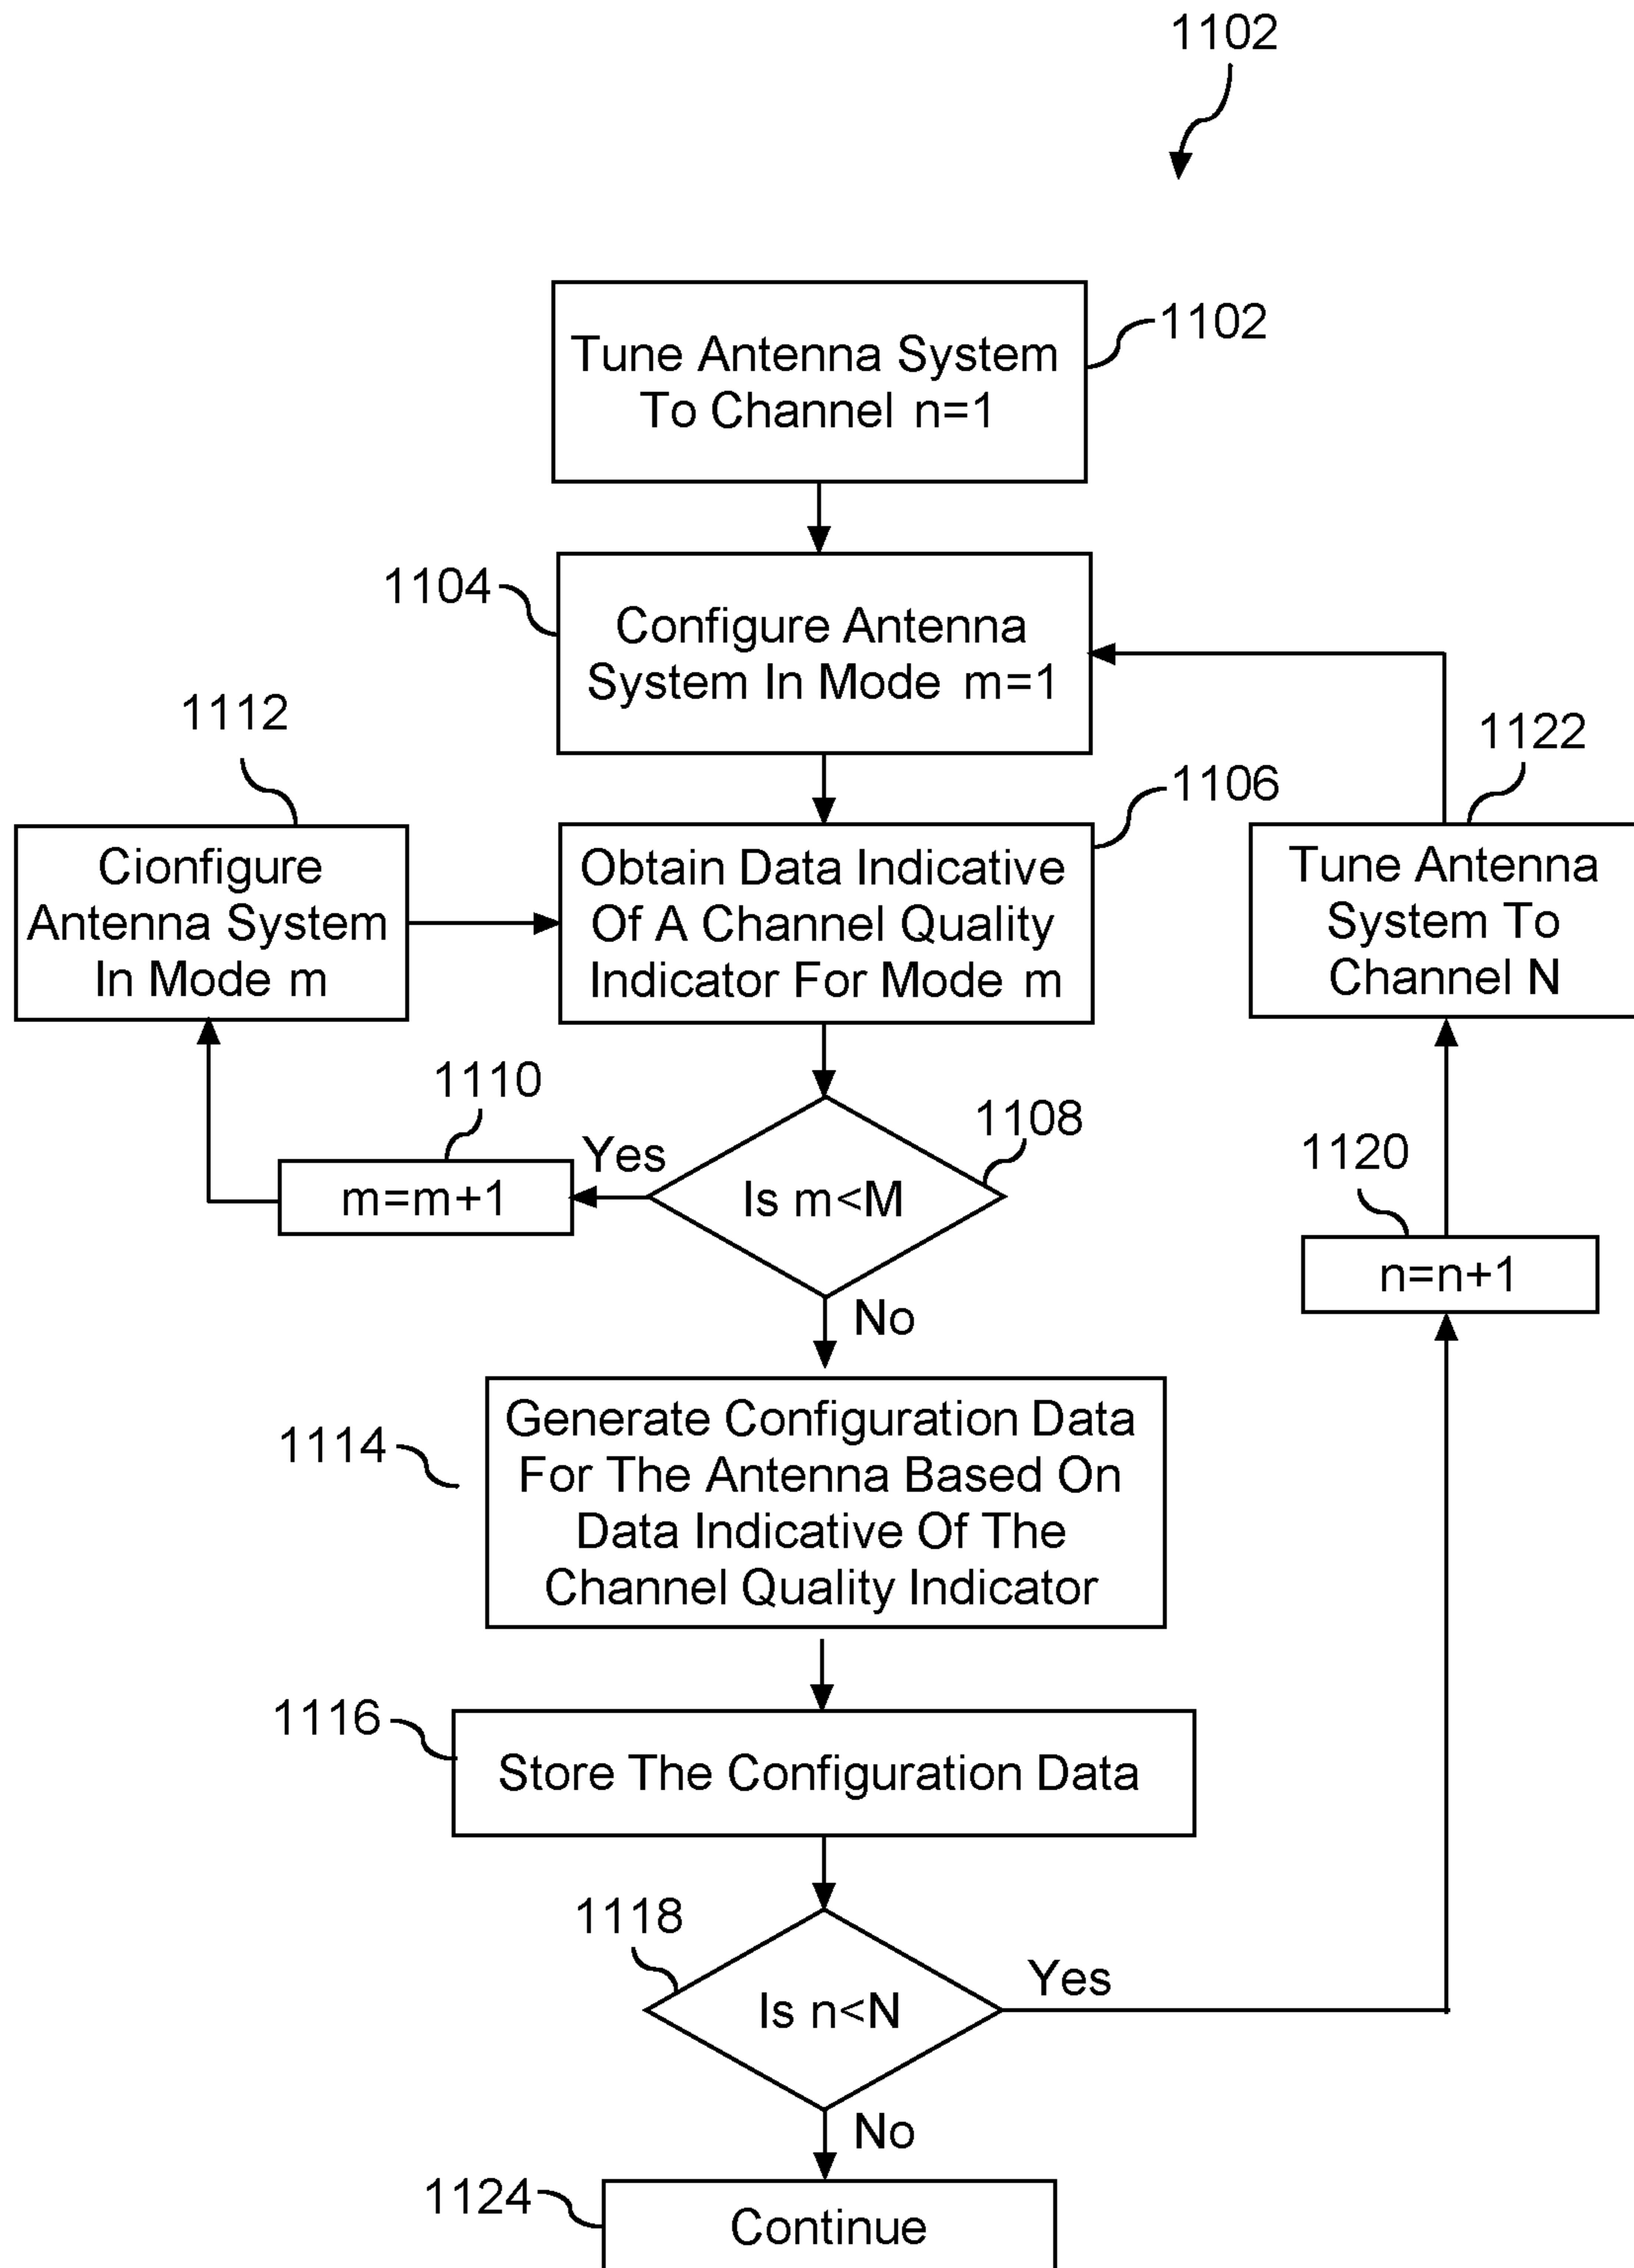 1102
Tune Antenna System
To Channel n=1
1102
1104
Configure Antenna
System In Mode m=1
1112
Cionfigure
Antenna System
In Mode m
1106
Obtain Data Indicative
Of A Channel Quality
Indicator For Mode m
1122
Tune Antenna
System To
Channel N
1110
m=m+1
Yes
1108
Is m<M
No
1120
n=n+1
1114
Generate Configuration Data
For The Antenna Based On
Data Indicative Of The
Channel Quality Indicator
1116
Store The Configuration Data
1118
Is n<N
Yes
No
1124
Continue